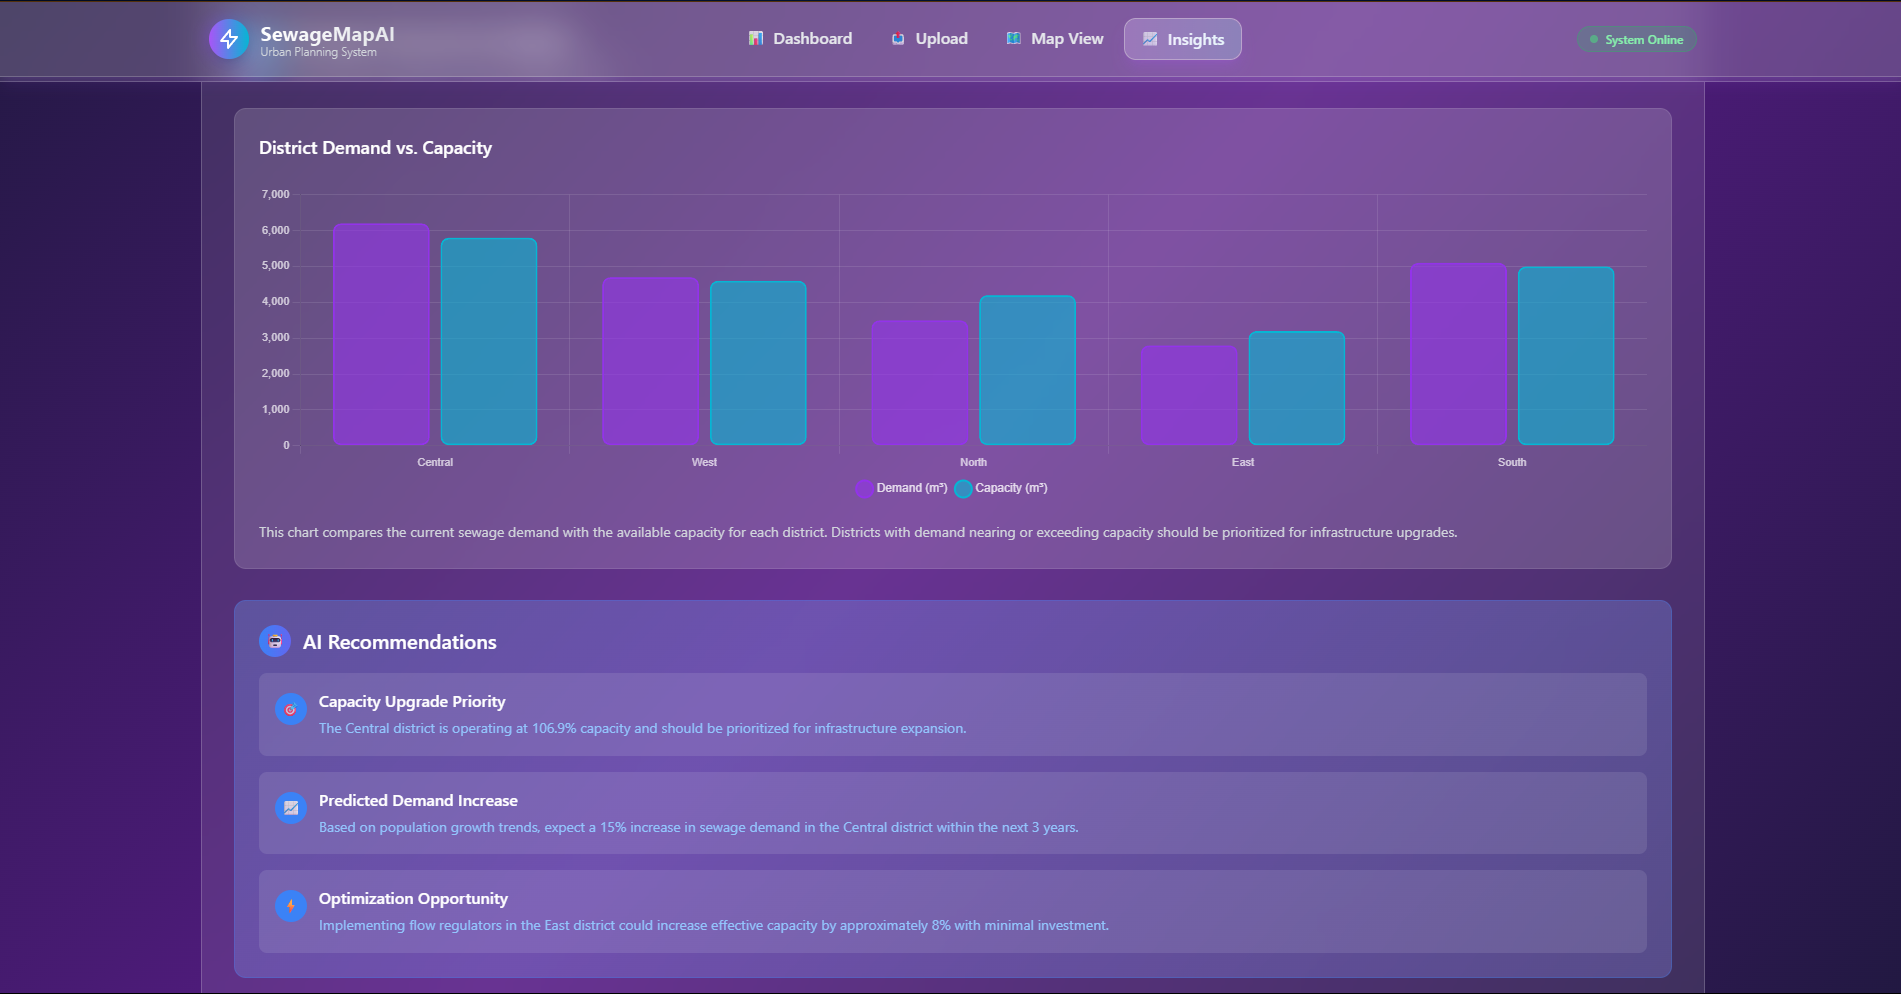 SewageMapAI
Urban Planning System
Dashboard
Upload
Map View
Insights
System Online
District Demand vs. Capacity
7,000
6,000
5,000
4,000
3,000
2,000
1,000
0
Central
West
North
East
South
Demand (m³)
Capacity (m³)
This chart compares the current sewage demand with the available capacity for each district. Districts with demand nearing or exceeding capacity should be prioritized for infrastructure upgrades.
AI Recommendations
Capacity Upgrade Priority
The Central district is operating at 106.9% capacity and should be prioritized for infrastructure expansion.
Predicted Demand Increase
Based on population growth trends, expect a 15% increase in sewage demand in the Central district within the next 3 years.
Optimization Opportunity
Implementing flow regulators in the East district could increase effective capacity by approximately 8% with minimal investment.